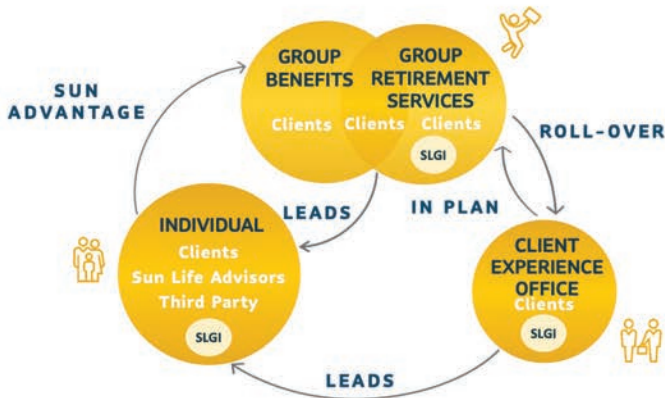 SUN
ADVANTAGE
GROUP
BENEFITS
Clients
Clients
GROUP
RETIREMENT
SERVICES
Clients
SLGI
ROLL-OVER
LEADS
IN PLAN
INDIVIDUAL
Clients
Sun Life Advisors
Third Party
SLGI
CLIENT
EXPERIENCE
OFFICE
Clients
SLGI
LEADS